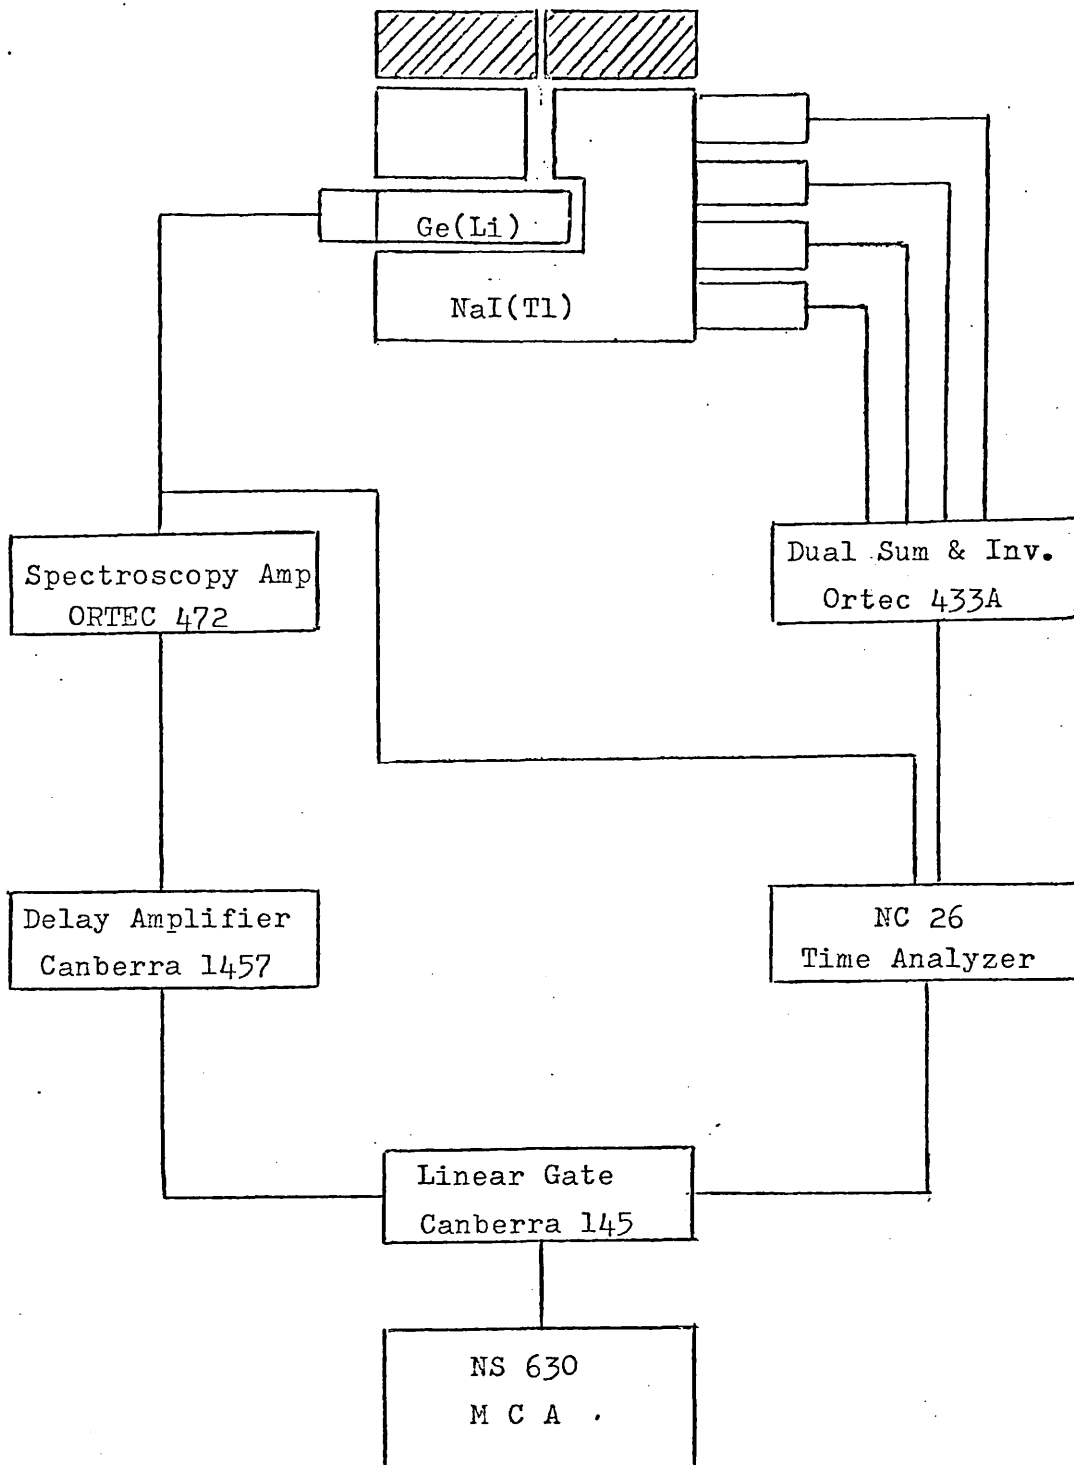 Ge(Li)
NaI(Tl)
Spectroscopy Amp
ORTEC 472
Dual Sum & Inv.
Ortec 433A
Delay Amplifier
Canberra 1457
NC 26
Time Analyzer
Linear Gate
Canberra 145
NS 630
M C A